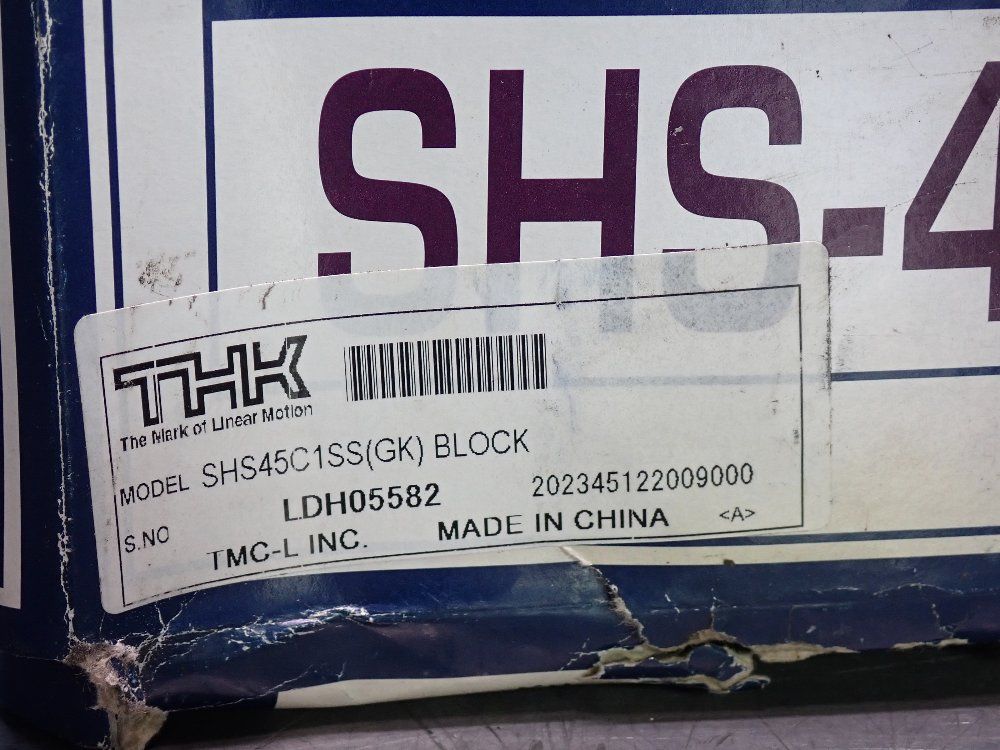 SHS-4
THK
The Mark of Linear Motion
MODEL SHS45C1SS(GK) BLOCK
S.NO LDH05582 202345122009000
TMC-L INC. MADE IN CHINA <A>